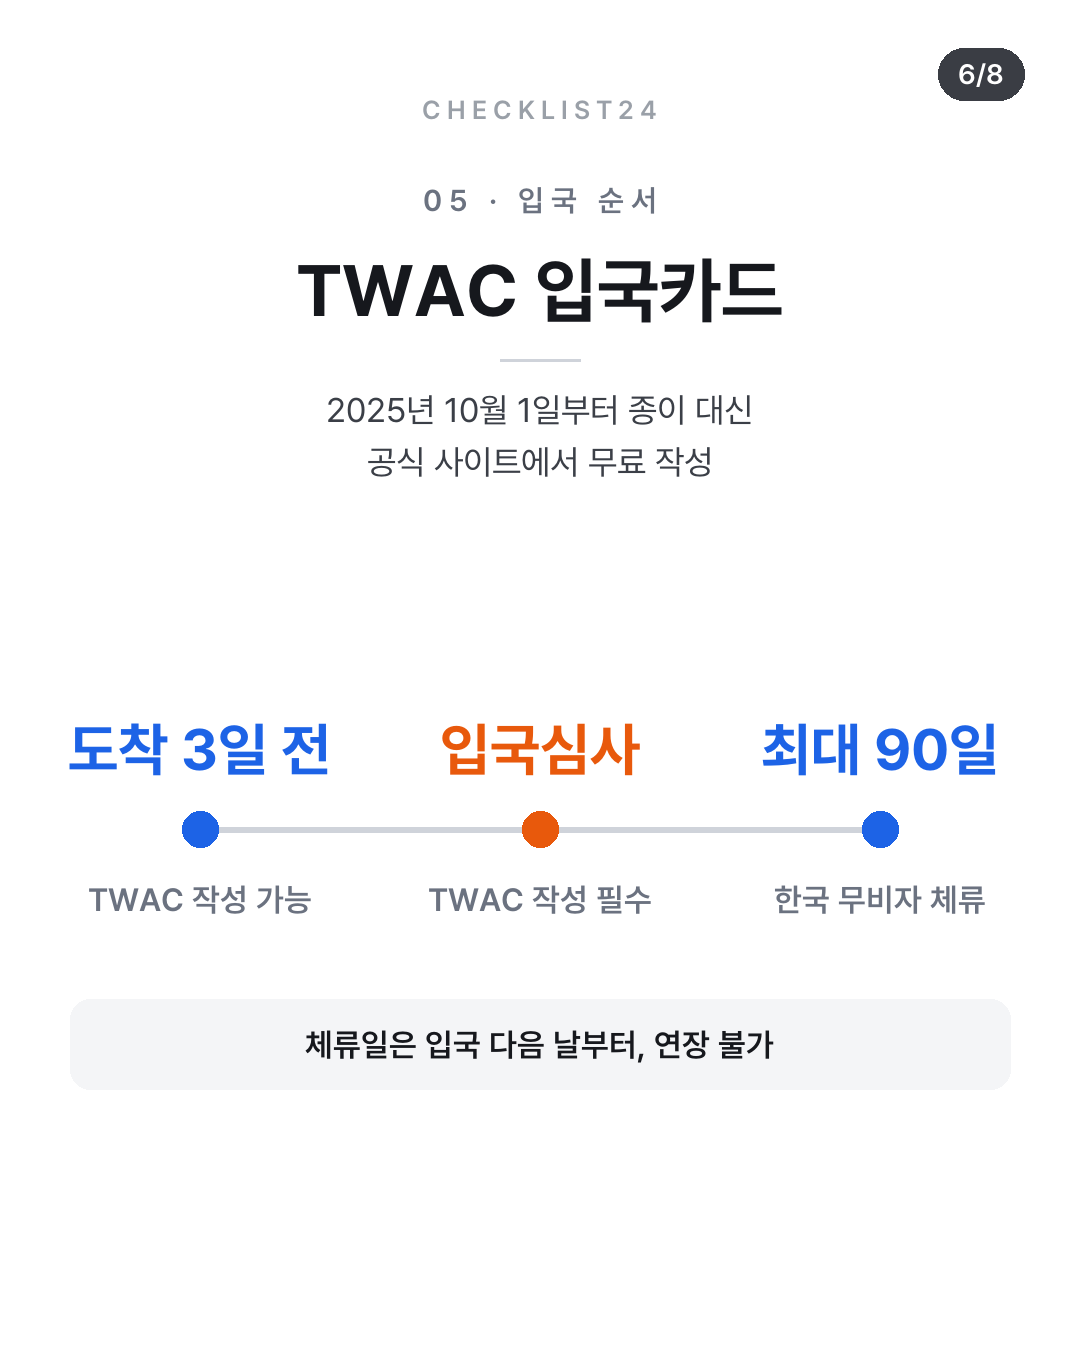 6/8
CHECKLIST24
05 · 입국 순서
TWAC 입국카드
2025년 10월 1일부터 종이 대신
공식 사이트에서 무료 작성
도착 3일 전
입국심사
최대 90일
TWAC 작성 가능
TWAC 작성 필수
한국 무비자 체류
체류일은 입국 다음 날부터, 연장 불가